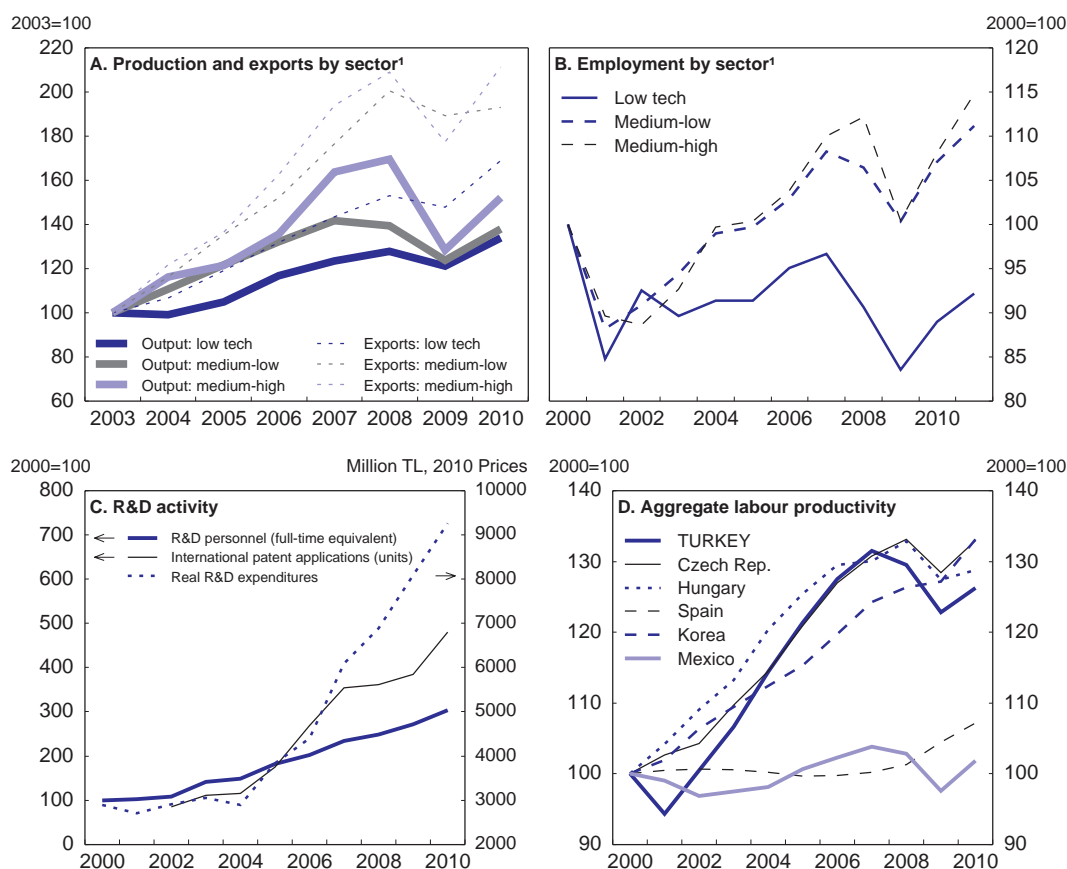 2003=100
2000=100
A. Production and exports by sector¹
220
200
180
160
140
120
100
80
60
Output: low tech
Output: medium-low
Output: medium-high
Exports: low tech
Exports: medium-low
Exports: medium-high
2003 2004 2005 2006 2007 2008 2009 2010
B. Employment by sector¹
Low tech
Medium-low
Medium-high
120
115
110
105
100
95
90
85
80
2000 2002 2004 2006 2008 2010
2000=100
Million TL, 2010 Prices
C. R&D activity
800
700
600
500
400
300
200
100
0
R&D personnel (full-time equivalent)
International patent applications (units)
Real R&D expenditures
10000
9000
8000
7000
6000
5000
4000
3000
2000
2000 2002 2004 2006 2008 2010
2000=100
2000=100
D. Aggregate labour productivity
140
130
120
110
100
90
TURKEY
Czech Rep.
Hungary
Spain
Korea
Mexico
140
130
120
110
100
90
2000 2002 2004 2006 2008 2010